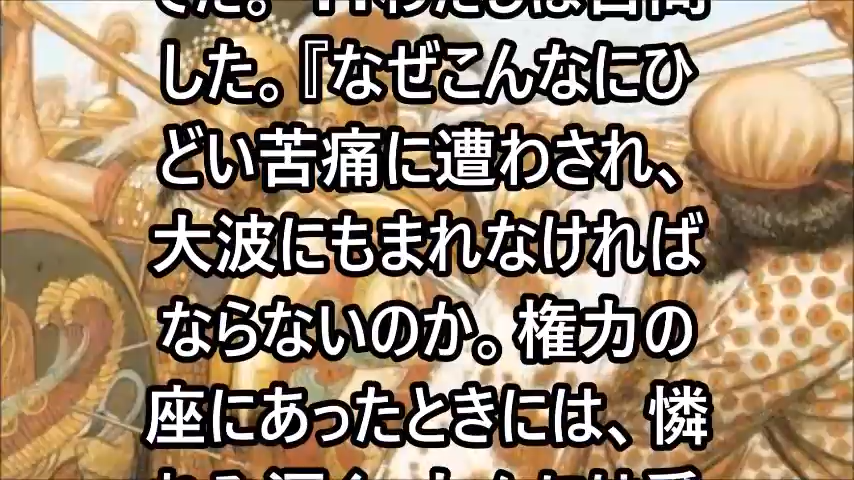 した。『なぜこんなにひ
どい苦痛に遭わされ、
大波にもまれなければ
ならないのか。権力の
座にあったときには、憐